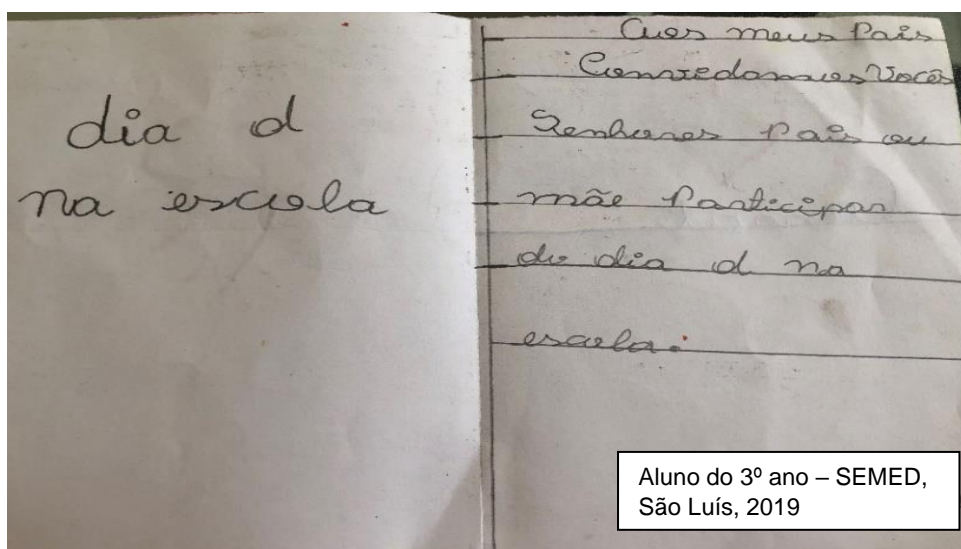 dia d
na escola
Aos meus Pais
Convidamos Vocês
Senhores Pais ou
mãe Participar
do dia d na
escola.
Aluno do 3º ano – SEMED,
São Luís, 2019